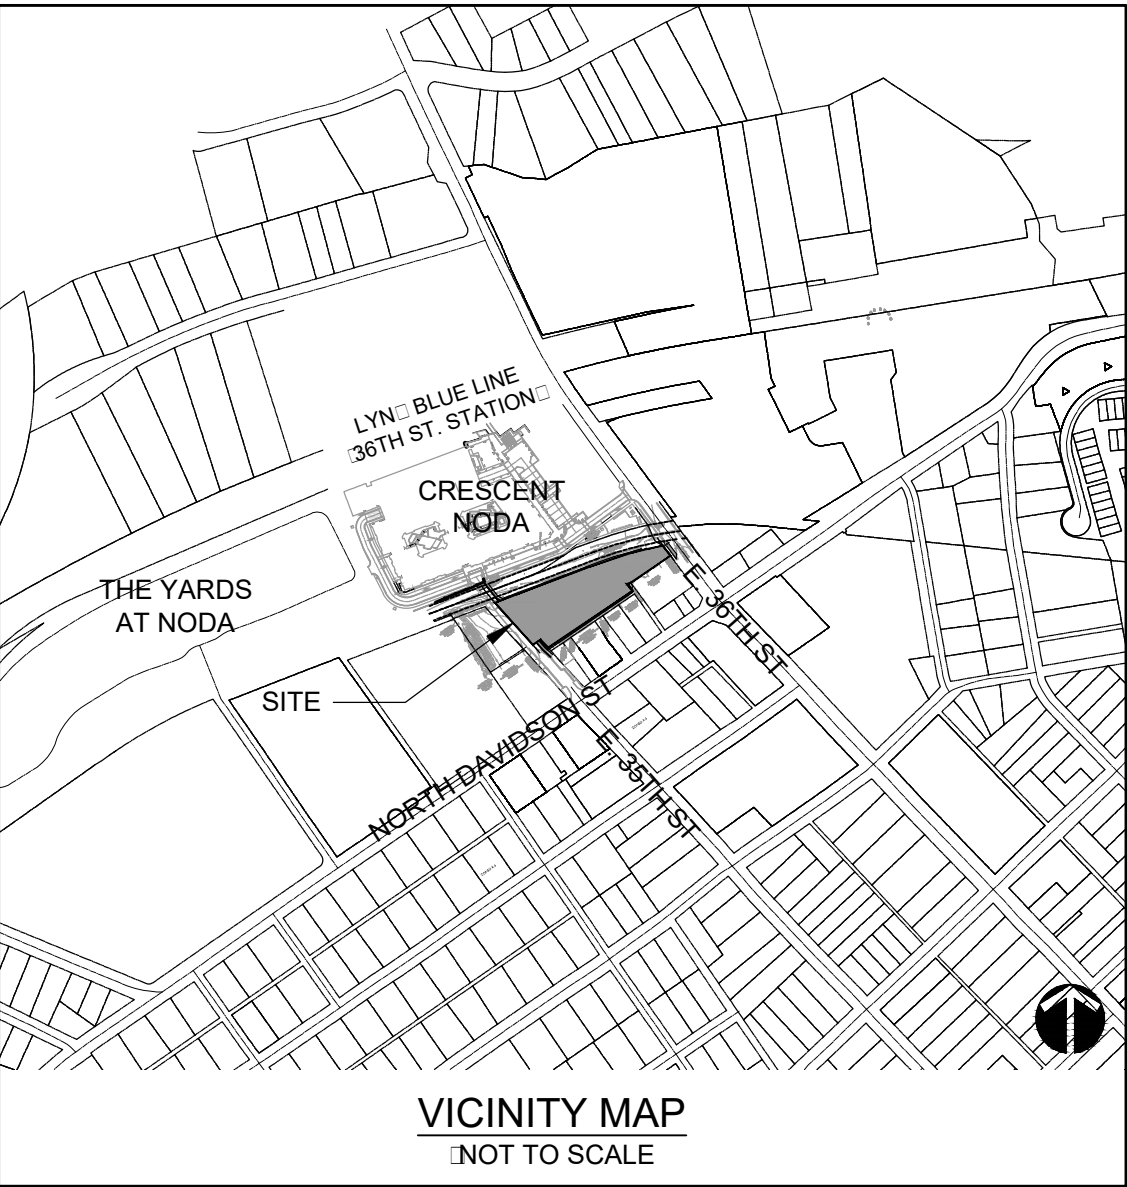 LYN□ BLUE LINE
□36TH ST. STATION□
CRESCENT
NODA
THE YARDS
AT NODA
E. 36TH ST
SITE
NORTH DAVIDSON ST
E. 35TH ST
VICINITY MAP
□NOT TO SCALE